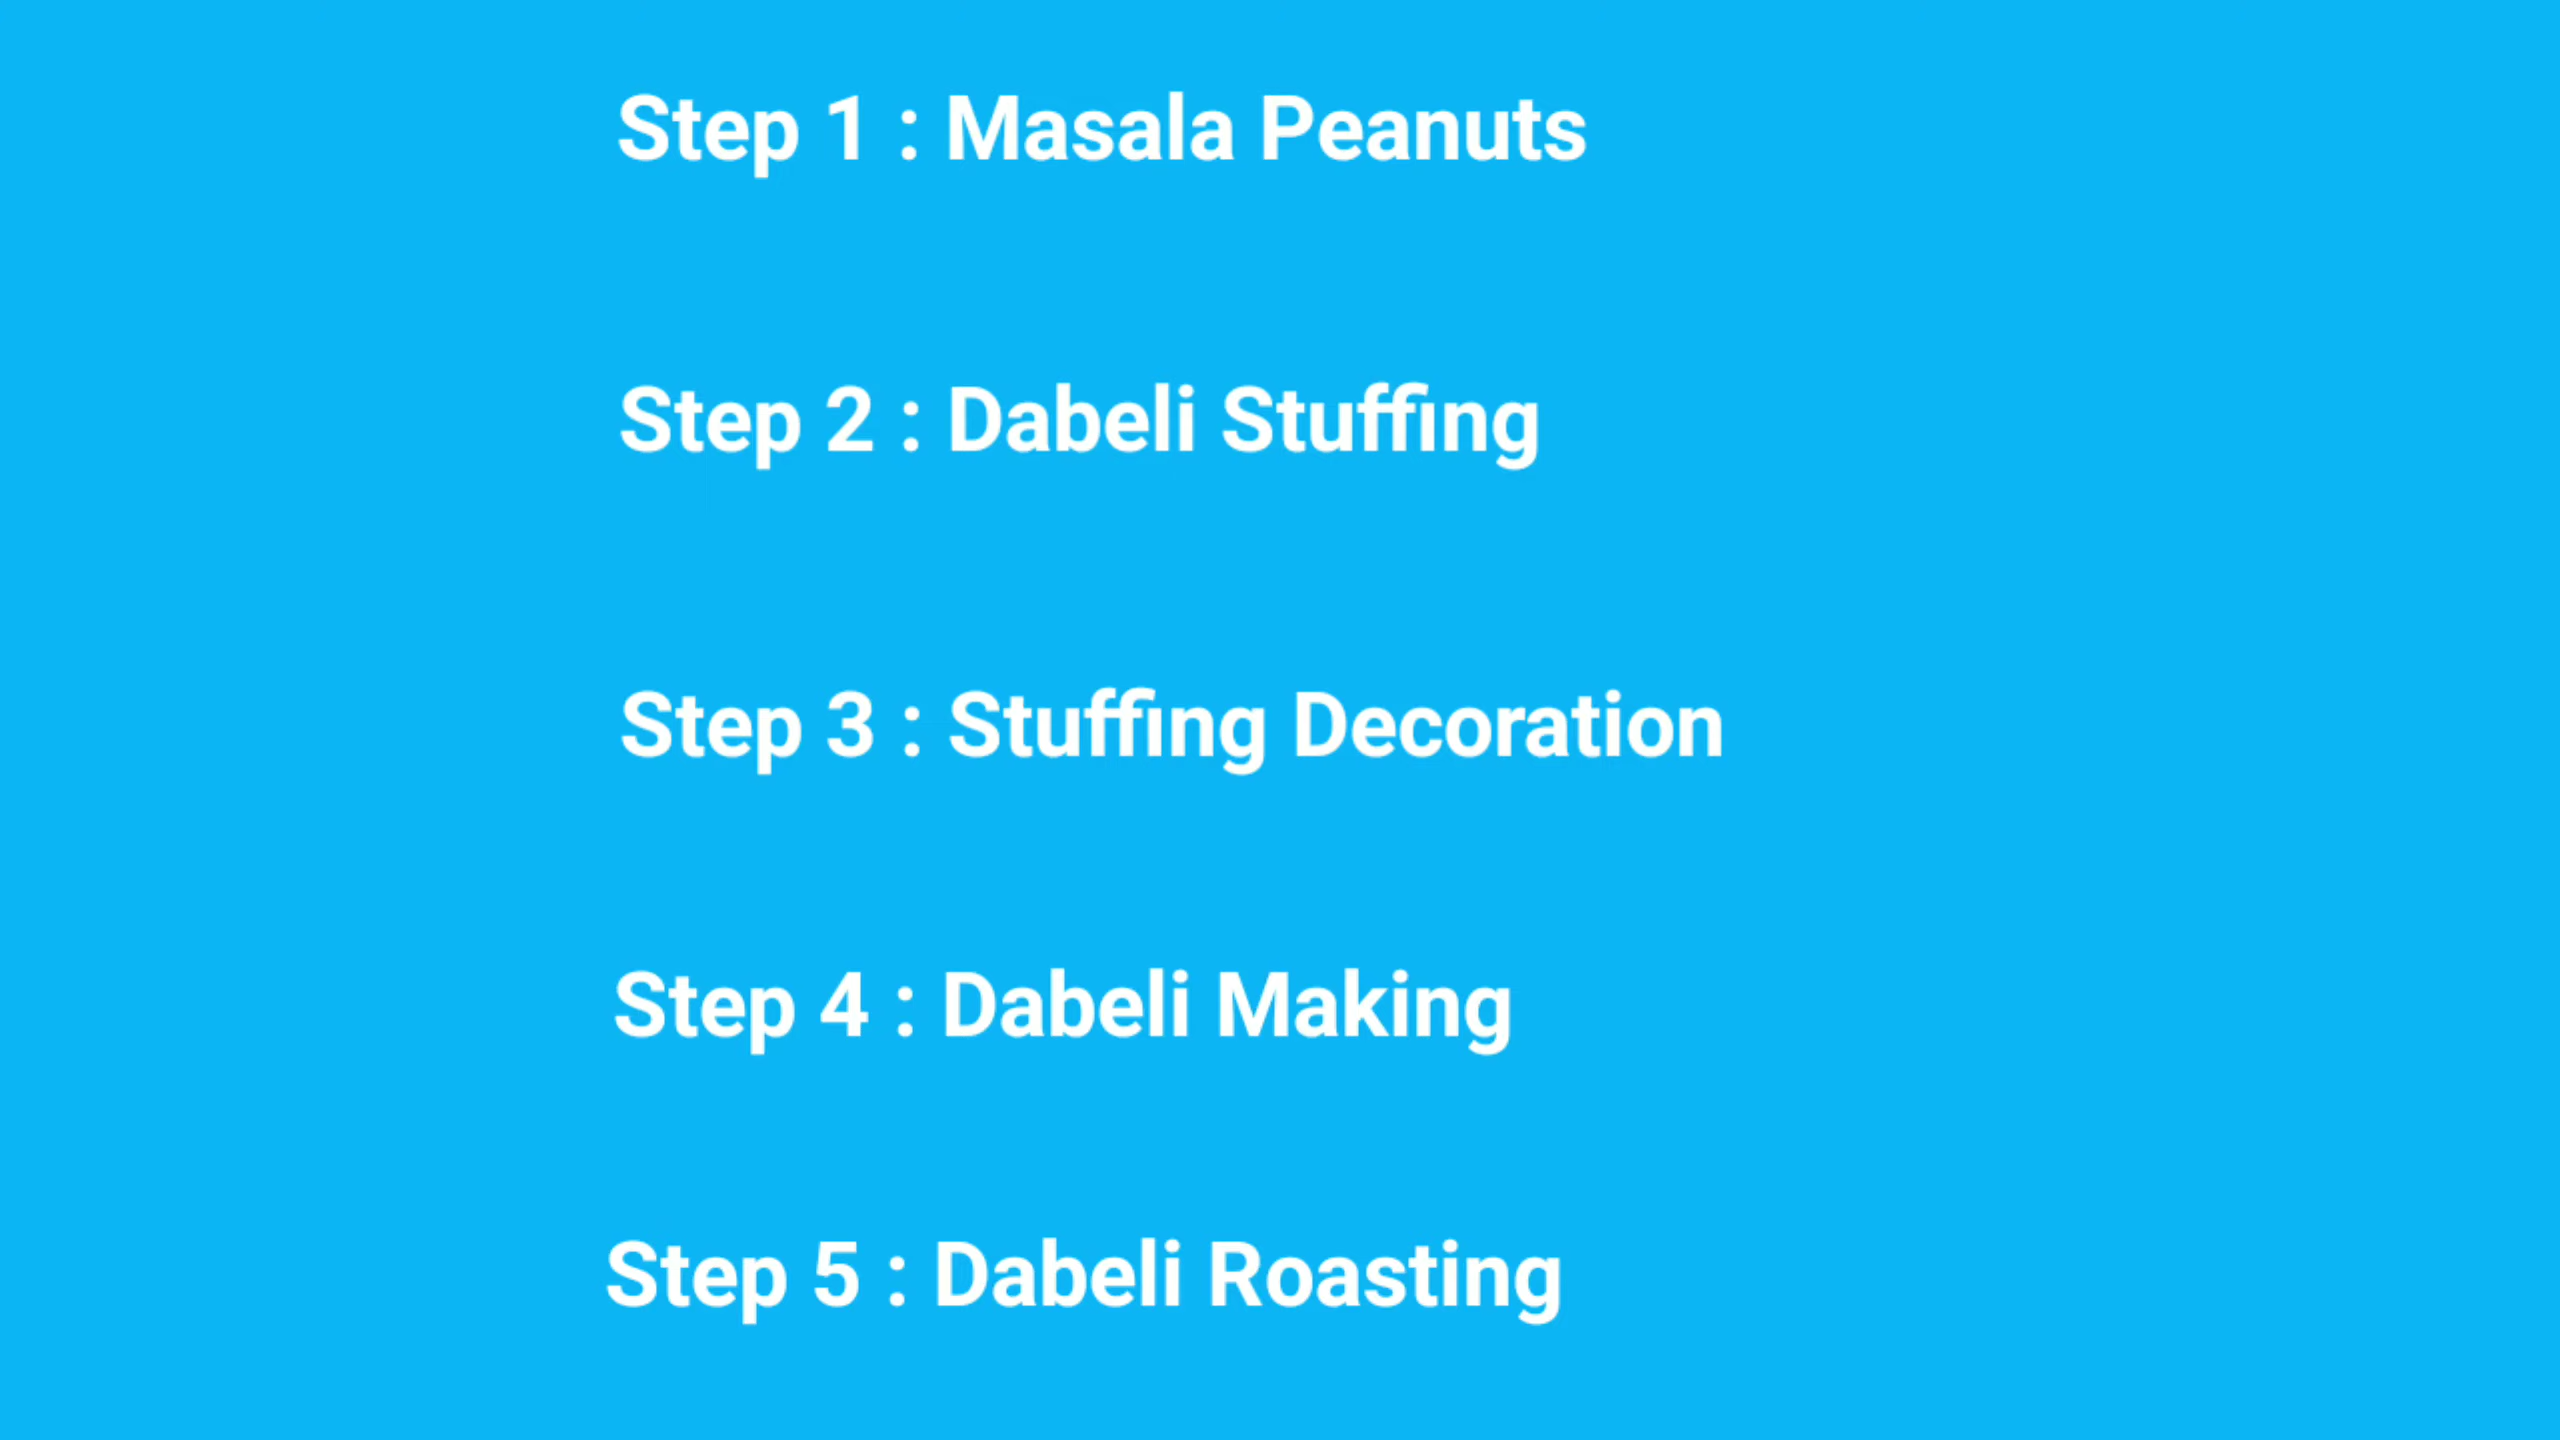 Step 1 : Masala Peanuts
Step 2 : Dabeli Stuffing
Step 3 : Stuffing Decoration
Step 4 : Dabeli Making
Step 5 : Dabeli Roasting